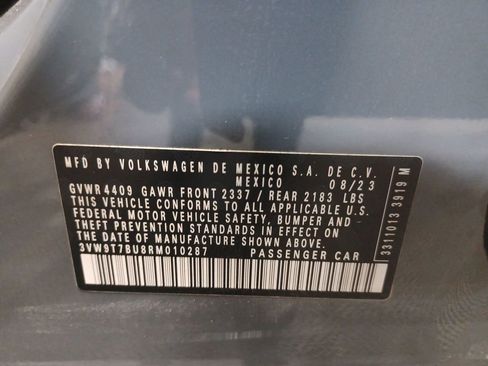 MFD BY VOLKSWAGEN DE MEXICO S.A. DE C.V.
MEXICO 08/23
GVWR 4409 GAWR FRONT 2337 / REAR 2183 LBS
THIS VEHICLE CONFORMS TO ALL APPLICABLE U.S.
FEDERAL MOTOR VEHICLE SAFETY, BUMPER AND
THEFT PREVENTION STANDARDS IN EFFECT ON THE
DATE OF MANUFACTURE SHOWN ABOVE.
3VW9T7BU8RM010287 PASSENGER CAR
3311013 3919 M